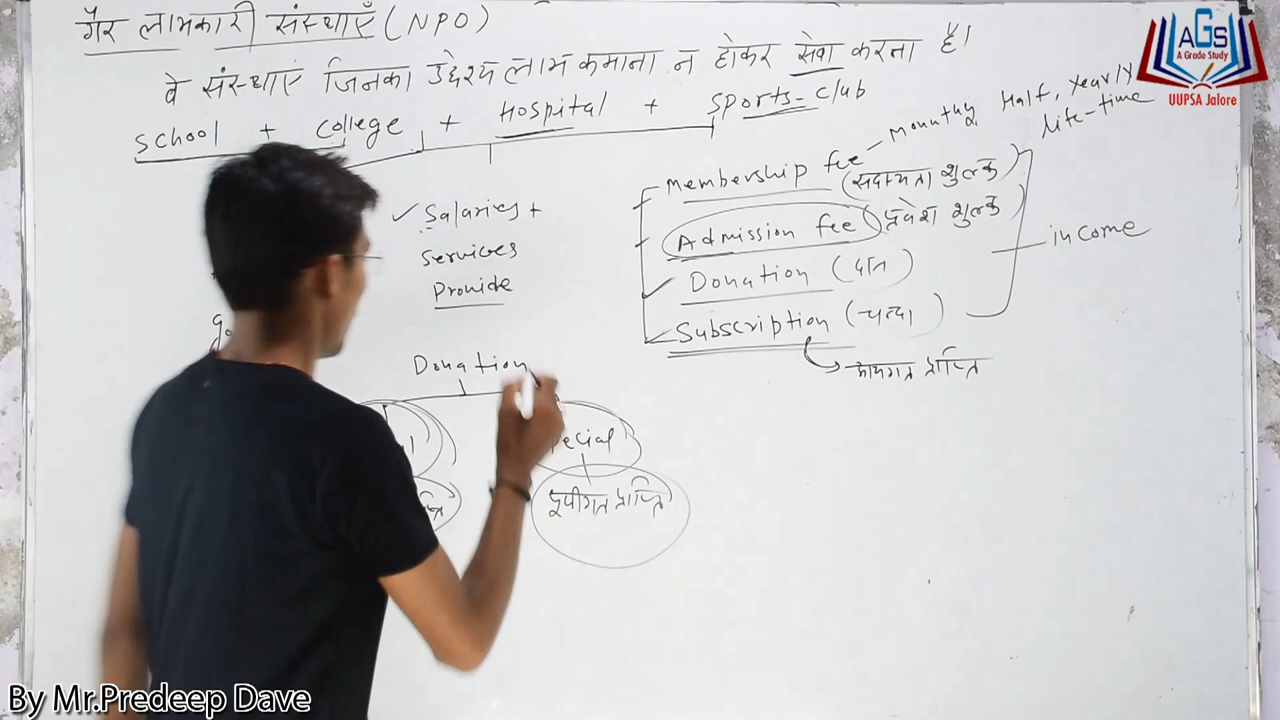 गैर लाभकारी संस्थाएँ (NPO)
वे संस्थाएं जिनका उद्देश्य लाभ कमाना न होकर सेवा करना है।
School + College + Hospital + Sports-Club
Membership fee - Mounthy Half, Yearly
life-time
(सदस्यता शुल्क)
Admission fee (प्रवेश शुल्क)
Donation (दान)
Subscription (चन्दा)
आयगत प्राप्ति
income
✓ Salaries +
Services
Provide
Donation
pecial
पूंजीगत प्राप्ति
AGS
A Grade Study
UUPSA Jalore
By Mr.Predeep Dave